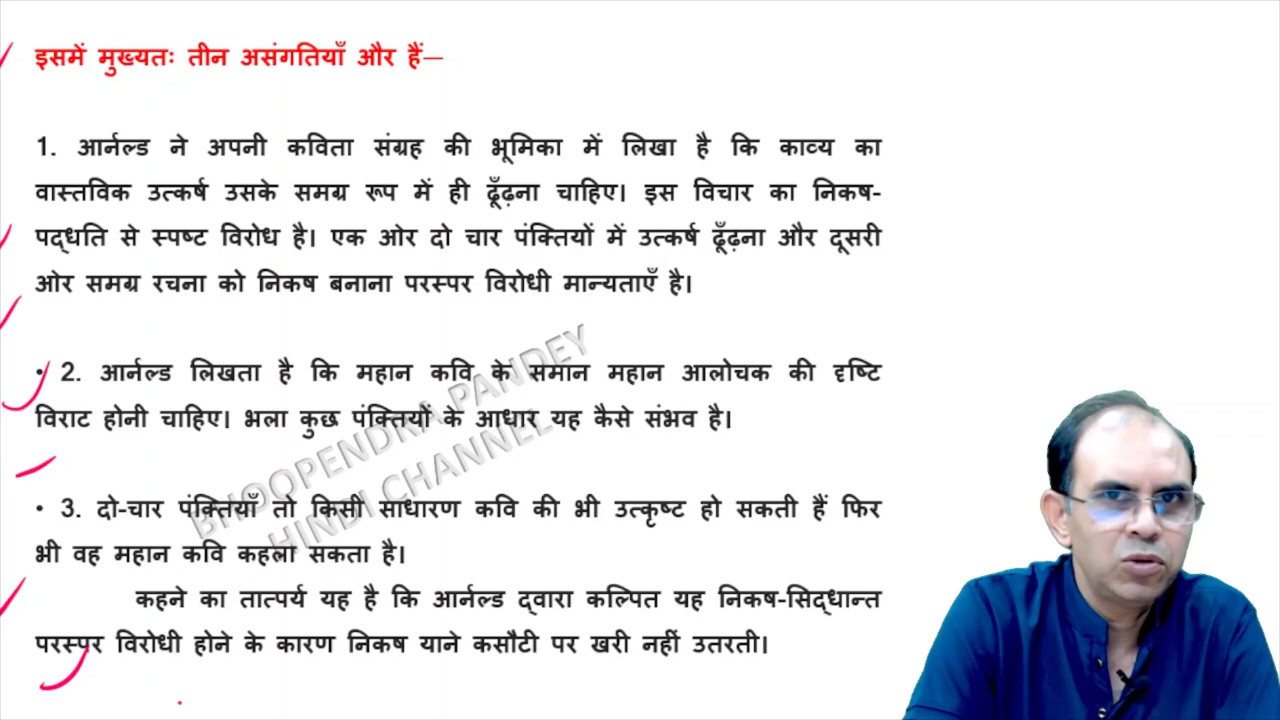 इसमें मुख्यतः तीन असंगतियाँ और हैं—
1. आर्नल्ड ने अपनी कविता संग्रह की भूमिका में लिखा है कि काव्य का
वास्तविक उत्कर्ष उसके समग्र रूप में ही ढूँढ़ना चाहिए। इस विचार का निकष-
पद्धति से स्पष्ट विरोध है। एक ओर दो चार पंक्तियों में उत्कर्ष ढूँढ़ना और दूसरी
ओर समग्र रचना को निकष बनाना परस्पर विरोधी मान्यताएँ है।
• 2. आर्नल्ड लिखता है कि महान कवि के समान महान आलोचक की दृष्टि
विराट होनी चाहिए। भला कुछ पंक्तियों के आधार यह कैसे संभव है।
• 3. दो-चार पंक्तियाँ तो किसी साधारण कवि की भी उत्कृष्ट हो सकती हैं फिर
भी वह महान कवि कहला सकता है।
कहने का तात्पर्य यह है कि आर्नल्ड द्वारा कल्पित यह निकष-सिद्धान्त
परस्पर विरोधी होने के कारण निकष याने कसौटी पर खरी नहीं उतरती।
BHOOPENDRA PANDEY
HINDI CHANNEL